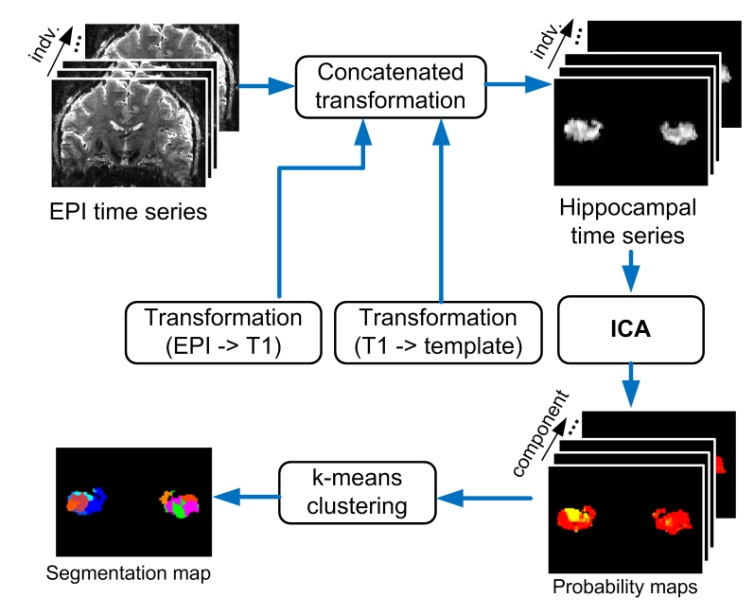 indv.
...
EPI time series
Concatenated
transformation
indv.
...
Hippocampal
time series
Transformation
(EPI -> T1)
Transformation
(T1 -> template)
ICA
component
...
Probability maps
k-means
clustering
Segmentation map